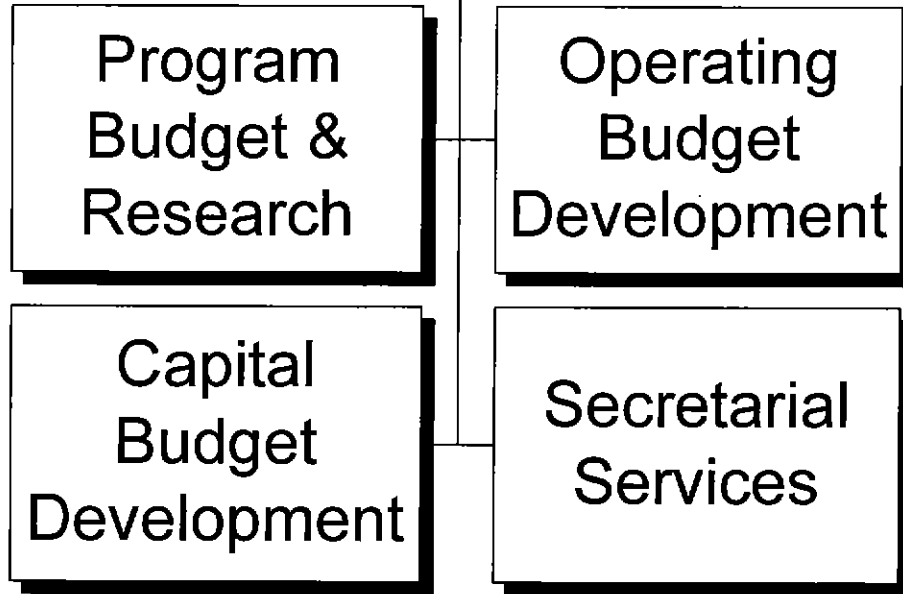 Program
Budget &
Research
Operating
Budget
Development
Capital
Budget
Development
Secretarial
Services